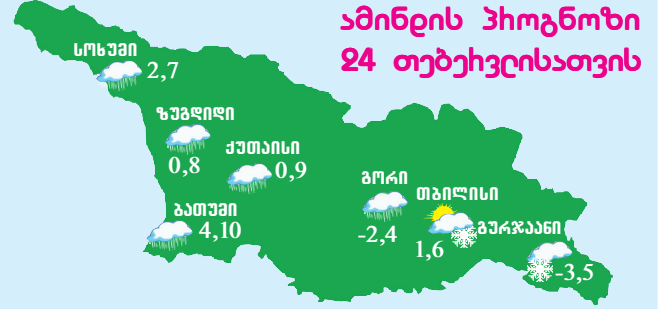 ამინდის პროგნოზი
24 თებერვლისათვის
სოხუმი
2,7
ზუგდიდი
0,8
ქუთაისი
0,9
ბათუმი
4,10
გორი
-2,4
თბილისი
1,6
გურჯაანი
-3,5